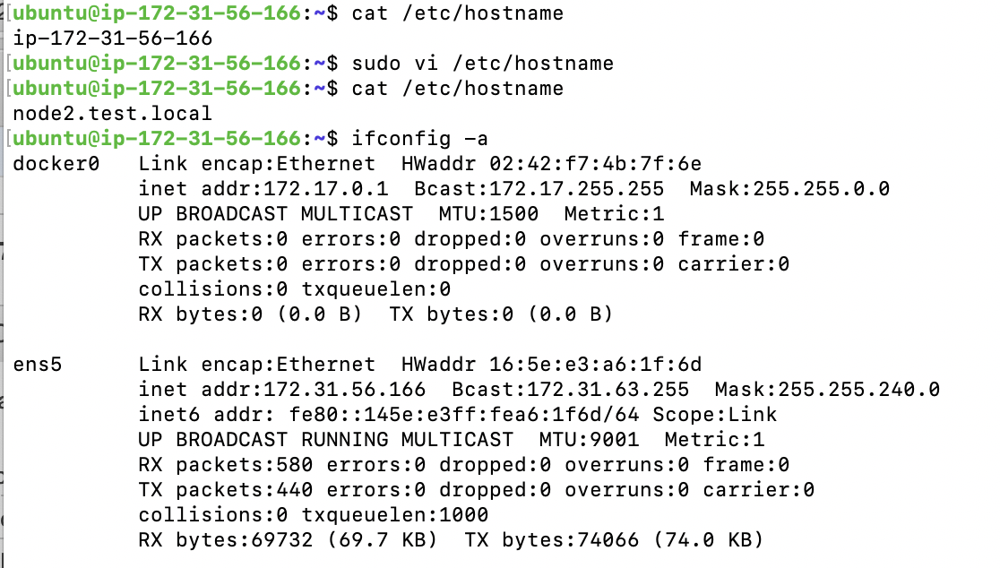 [ubuntu@ip-172-31-56-166:~$ cat /etc/hostname
ip-172-31-56-166
[ubuntu@ip-172-31-56-166:~$ sudo vi /etc/hostname
[ubuntu@ip-172-31-56-166:~$ cat /etc/hostname
node2.test.local
[ubuntu@ip-172-31-56-166:~$ ifconfig -a
docker0   Link encap:Ethernet  HWaddr 02:42:f7:4b:7f:6e
          inet addr:172.17.0.1  Bcast:172.17.255.255  Mask:255.255.0.0
          UP BROADCAST MULTICAST  MTU:1500  Metric:1
          RX packets:0 errors:0 dropped:0 overruns:0 frame:0
          TX packets:0 errors:0 dropped:0 overruns:0 carrier:0
          collisions:0 txqueuelen:0
          RX bytes:0 (0.0 B)  TX bytes:0 (0.0 B)

ens5      Link encap:Ethernet  HWaddr 16:5e:e3:a6:1f:6d
          inet addr:172.31.56.166  Bcast:172.31.63.255  Mask:255.255.240.0
          inet6 addr: fe80::145e:e3ff:fea6:1f6d/64 Scope:Link
          UP BROADCAST RUNNING MULTICAST  MTU:9001  Metric:1
          RX packets:580 errors:0 dropped:0 overruns:0 frame:0
          TX packets:440 errors:0 dropped:0 overruns:0 carrier:0
          collisions:0 txqueuelen:1000
          RX bytes:69732 (69.7 KB)  TX bytes:74066 (74.0 KB)